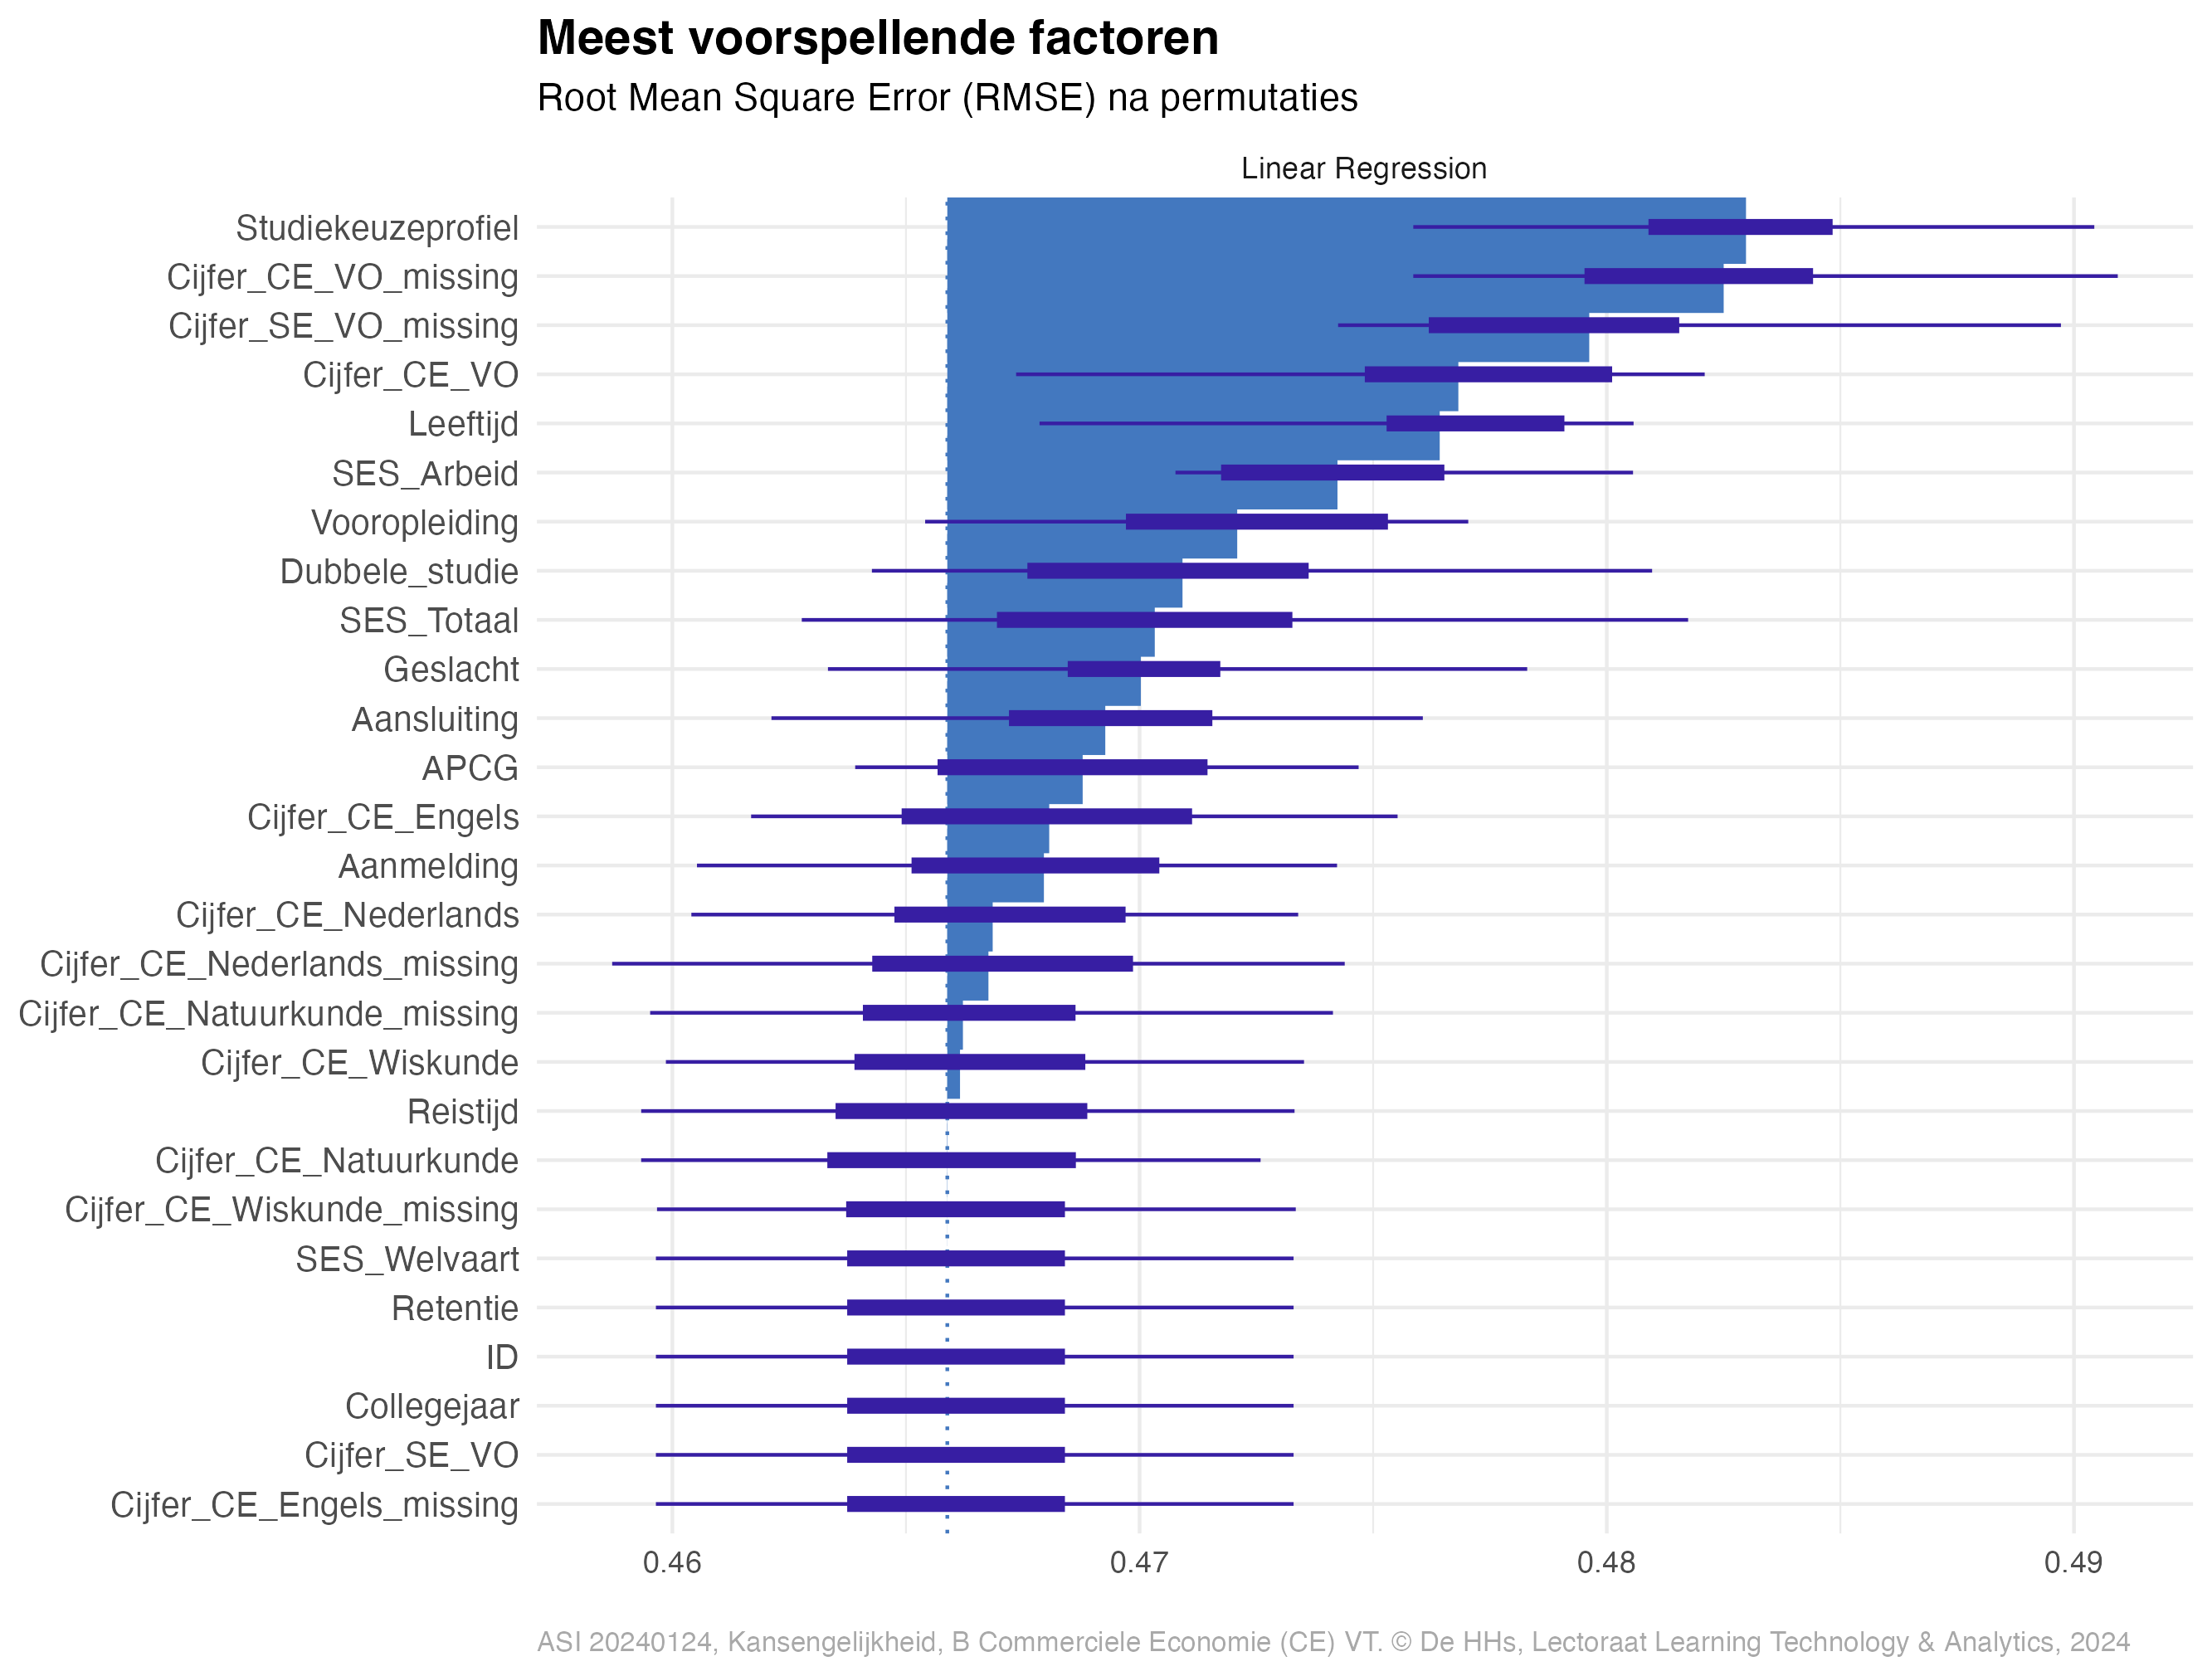 Meest voorspellende factoren
Root Mean Square Error (RMSE) na permutaties
Linear Regression
Studiekeuzeprofiel
Cijfer_CE_VO_missing
Cijfer_SE_VO_missing
Cijfer_CE_VO
Leeftijd
SES_Arbeid
Vooropleiding
Dubbele_studie
SES_Totaal
Geslacht
Aansluiting
APCG
Cijfer_CE_Engels
Aanmelding
Cijfer_CE_Nederlands
Cijfer_CE_Nederlands_missing
Cijfer_CE_Natuurkunde_missing
Cijfer_CE_Wiskunde
Reistijd
Cijfer_CE_Natuurkunde
Cijfer_CE_Wiskunde_missing
SES_Welvaart
Retentie
ID
Collegejaar
Cijfer_SE_VO
Cijfer_CE_Engels_missing
0.46 0.47 0.48 0.49
ASI 20240124, Kansengelijkheid, B Commerciele Economie (CE) VT. © De HHs, Lectoraat Learning Technology & Analytics, 2024